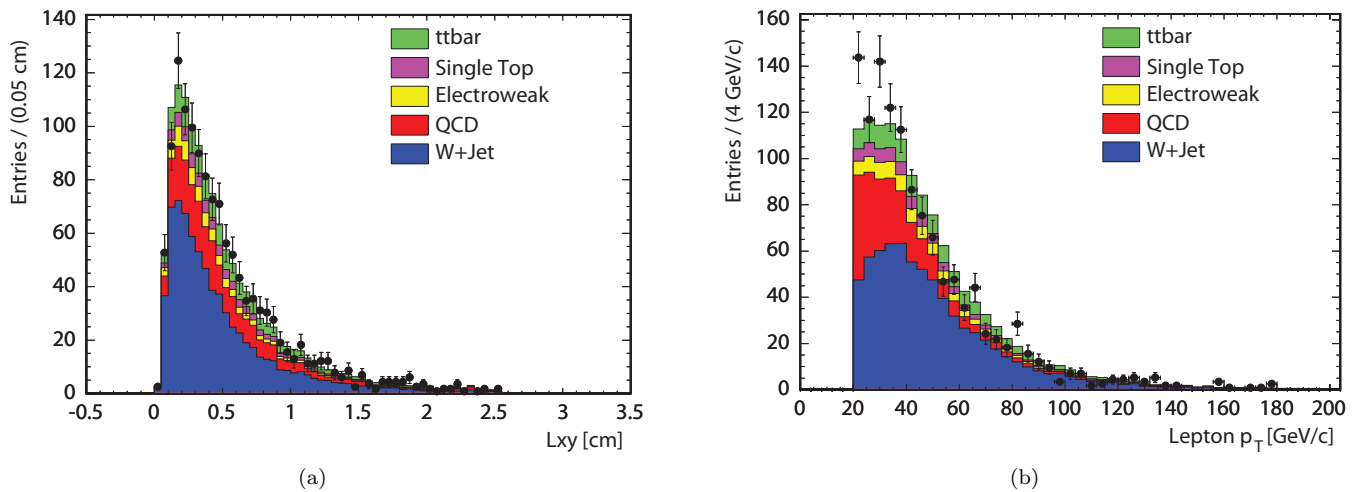 Entries / (0.05 cm)
140
120
100
80
60
40
20
0
-0.5
0
0.5
1
1.5
2
2.5
3
3.5
Lxy [cm]
ttbar
Single Top
Electroweak
QCD
W+Jet
(a)
Entries / (4 GeV/c)
160
140
120
100
80
60
40
20
0
0
20
40
60
80
100
120
140
160
180
200
Lepton p_T [GeV/c]
ttbar
Single Top
Electroweak
QCD
W+Jet
(b)